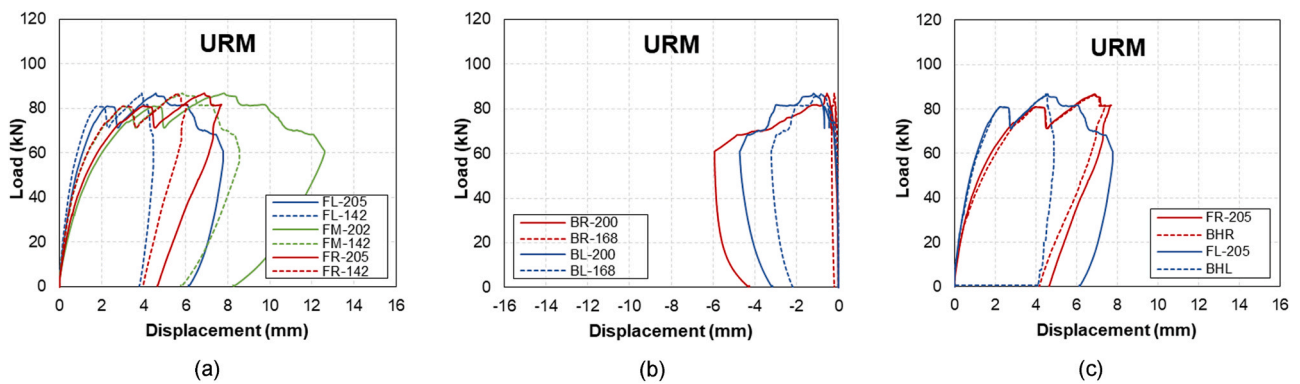 URM
Load (kN)
120
100
80
60
40
20
0
FL-205
FL-142
FM-202
FM-142
FR-205
FR-142
0 2 4 6 8 10 12 14 16
Displacement (mm)
(a)
URM
Load (kN)
120
100
80
60
40
20
0
BR-200
BR-168
BL-200
BL-168
-16 -14 -12 -10 -8 -6 -4 -2 0
Displacement (mm)
(b)
URM
Load (kN)
120
100
80
60
40
20
0
FR-205
BHR
FL-205
BHL
0 2 4 6 8 10 12 14 16
Displacement (mm)
(c)